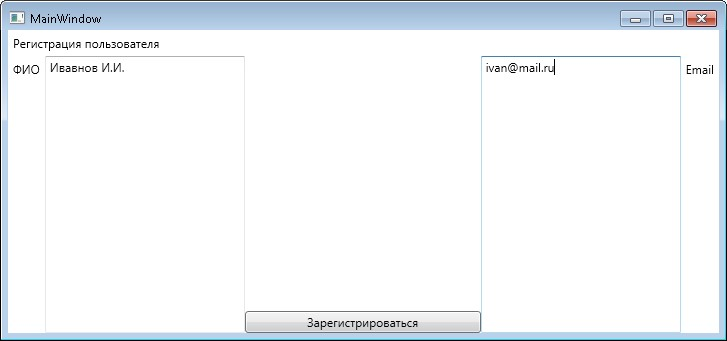 MainWindow
Регистрация пользователя
ФИО
Ивавнов И.И.
ivan@mail.ru
Email
Зарегистрироваться